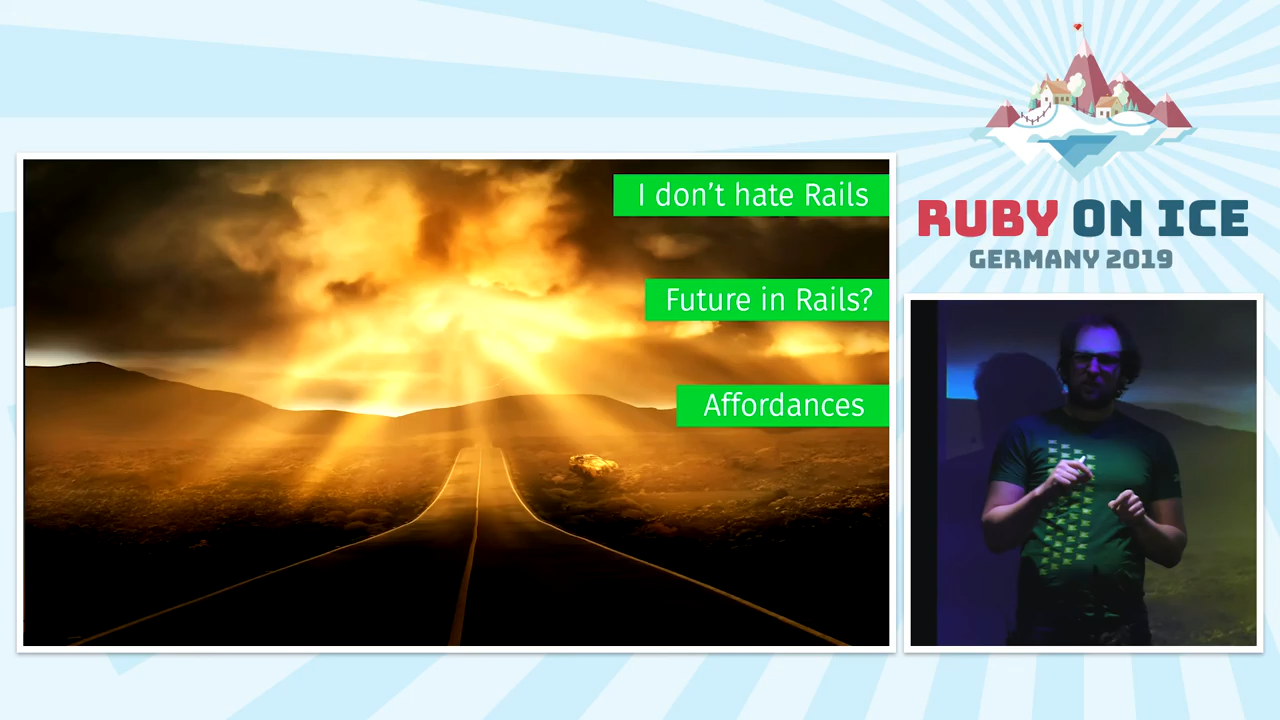 I don't hate Rails
Future in Rails?
Affordances
RUBY ON ICE
GERMANY 2019